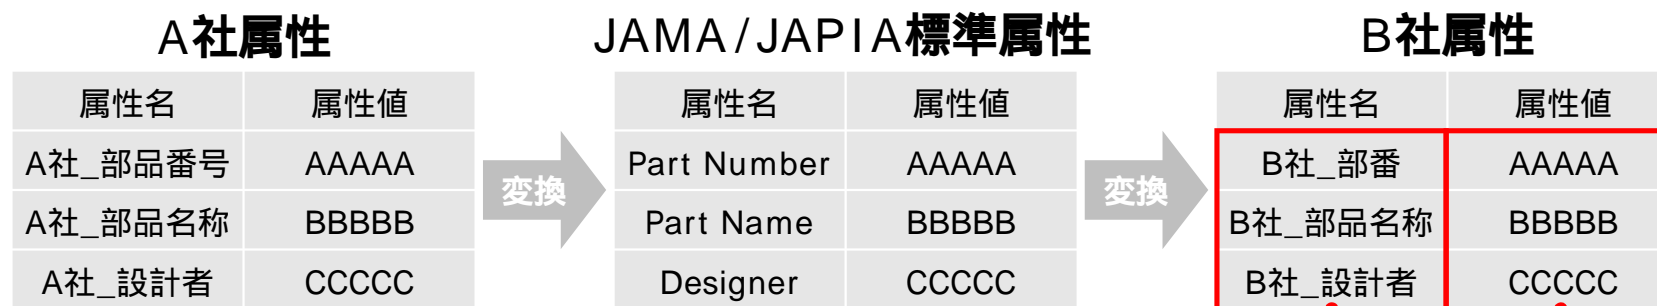 A社属性 JAMA/JAPIA標準属性 B社属性
属性名 属性値 属性名 属性値 属性名 属性値
A社_部品番号 AAAAA Part Number AAAAA B社_部番 AAAAA
変換 変換
A社_部品名称 BBBBB Part Name BBBBB B社_部品名称 BBBBB
A社_設計者 CCCCC Designer CCCCC B社_設計者 CCCCC